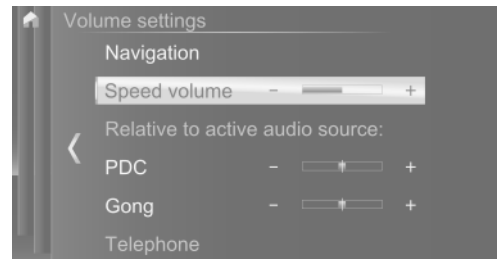 Volume settings
Navigation
Speed volume - +
Relative to active audio source:
PDC - +
Gong - +
Telephone